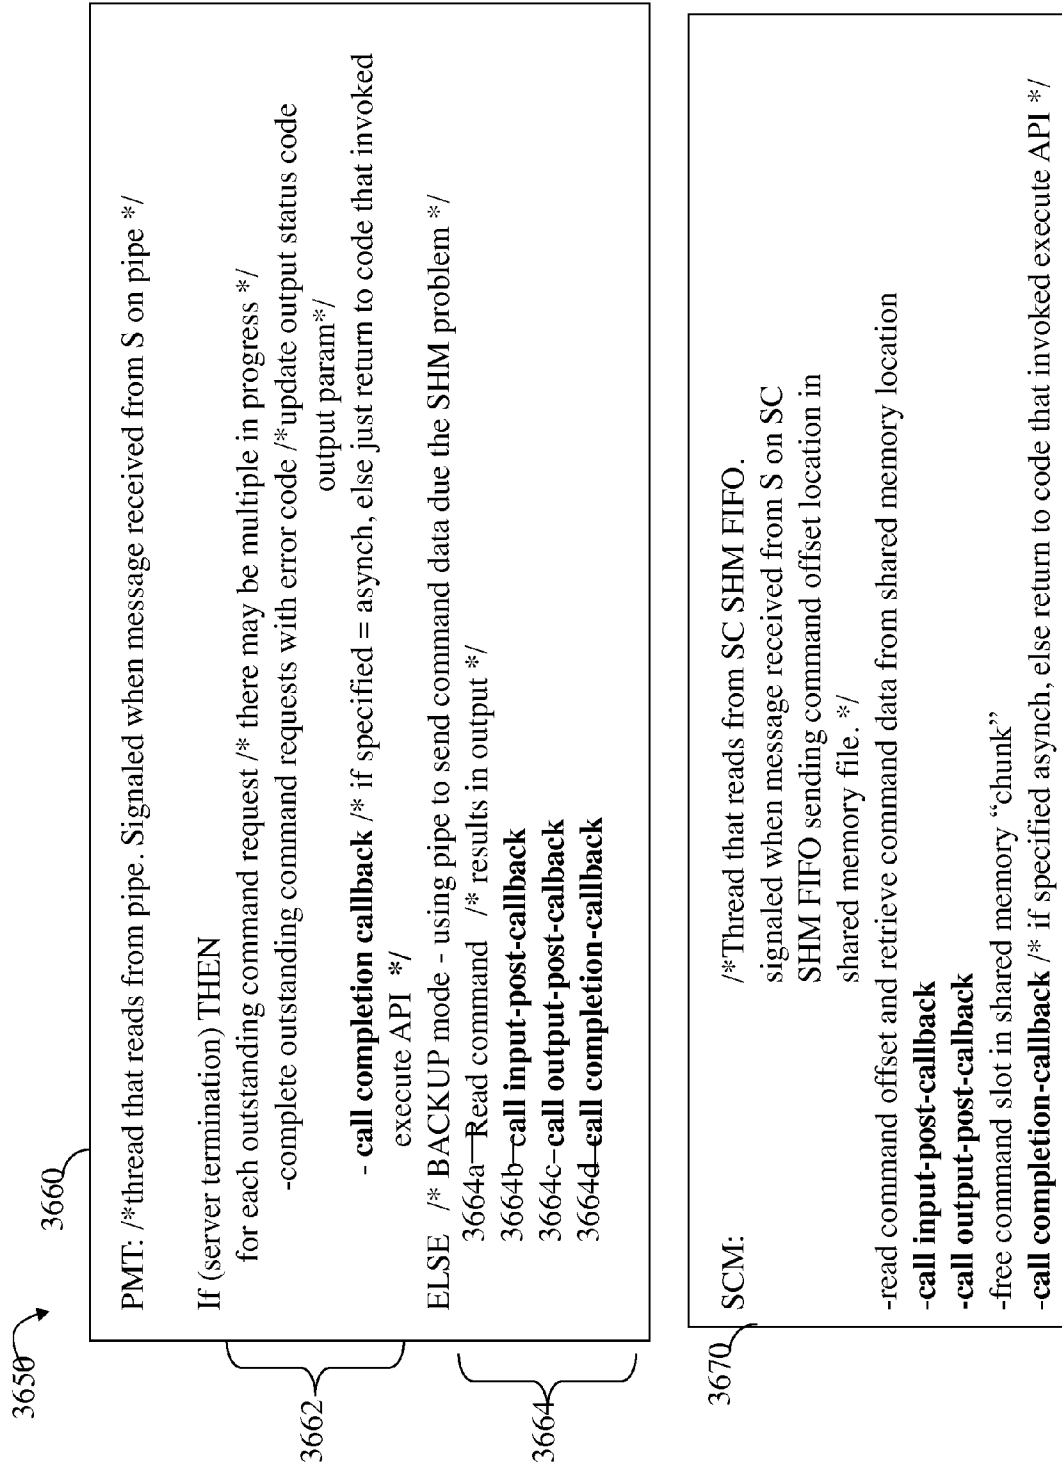 3650
3660
PMT: /*thread that reads from pipe. Signaled when message received from S on pipe */
If (server termination) THEN
3662
for each outstanding command request /* there may be multiple in progress */
-complete outstanding command requests with error code /*update output status code
output param*/
- call completion callback /* if specified = asynch, else just return to code that invoked
execute API */
ELSE /* BACKUP mode - using pipe to send command data due the SHM problem */
3664
3664a Read command /* results in output */
3664b call input-post-callback
3664c call output-post-calback
3664d call completion-callback
3670
SCM: /*Thread that reads from SC SHM FIFO.
signaled when message received from S on SC
SHM FIFO sending command offset location in
shared memory file. */
-read command offset and retrieve command data from shared memory location
-call input-post-callback
-call output-post-calback
-free command slot in shared memory “chunk”
-call completion-callback /* if specified asynch, else return to code that invoked execute API */